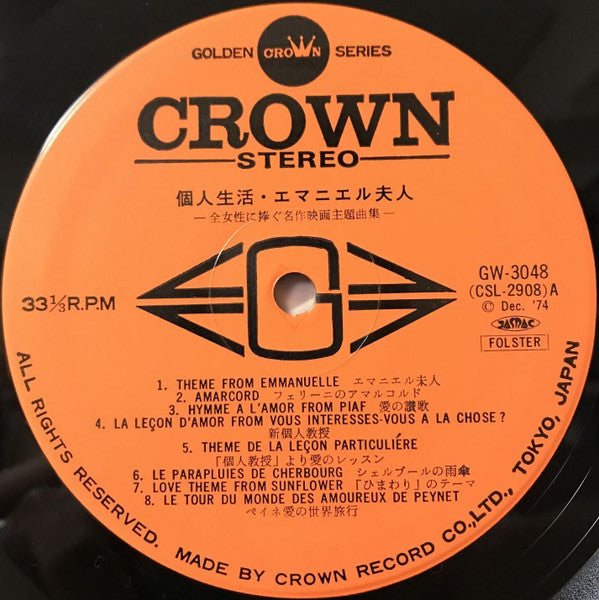 GOLDEN CROWN SERIES
CROWN
STEREO
個人生活・エマニエル夫人
—全女性に捧ぐ名作映画主題曲集—
G
33⅓R.P.M
GW-3048
(CSL-2908)A
© Dec. '74
JASRAC
FOLSTER
1. THEME FROM EMMANUELLE エマニエル夫人
2. AMARCORD フェリーニのアマルコルド
3. HYMME A L'AMOR FROM PIAF 愛の讃歌
4. LA LEÇON D'AMOR FROM VOUS INTERESSES-VOUS A LA CHOSE?
新個人教授
5. THEME DE LA LEÇON PARTICULIÉRE
「個人教授」より愛のレッスン
6. LE PARAPLUIES DE CHERBOURG シェルブールの雨傘
7. LOVE THEME FROM SUNFLOWER 「ひまわり」のテーマ
8. LE TOUR DU MONDE DES AMOUREUX DE PEYNET
ペイネ愛の世界旅行
ALL RIGHTS RESERVED. MADE BY CROWN RECORD CO.,LTD., TOKYO, JAPAN